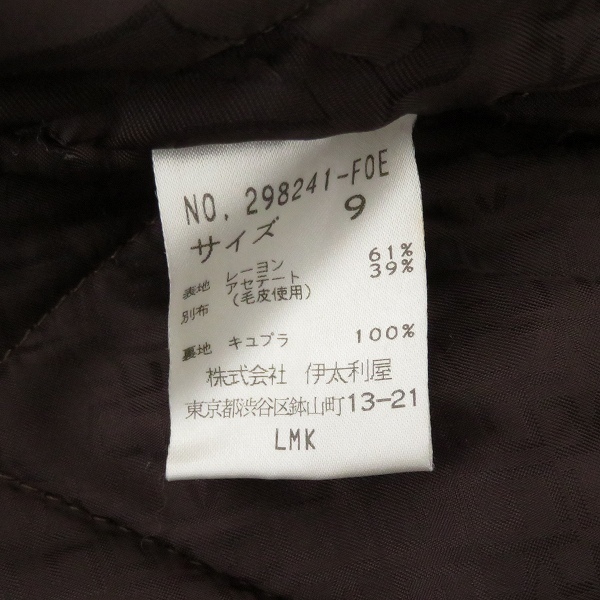 NO. 298241-F0E
サイズ 9
表地 レーヨン 61%
アセテート 39%
別布 (毛皮使用)
裏地 キュプラ 100%
株式会社 伊太利屋
東京都渋谷区鉢山町13-21
LMK